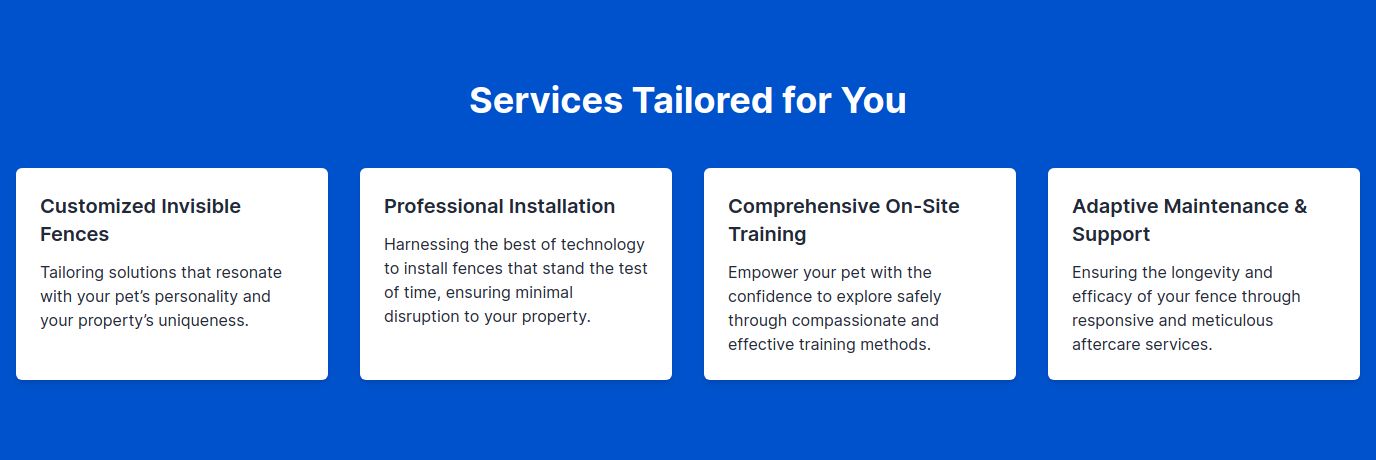 Services Tailored for You
Customized Invisible
Fences
Tailoring solutions that resonate
with your pet’s personality and
your property’s uniqueness.
Professional Installation
Harnessing the best of technology
to install fences that stand the test
of time, ensuring minimal
disruption to your property.
Comprehensive On-Site
Training
Empower your pet with the
confidence to explore safely
through compassionate and
effective training methods.
Adaptive Maintenance &
Support
Ensuring the longevity and
efficacy of your fence through
responsive and meticulous
aftercare services.